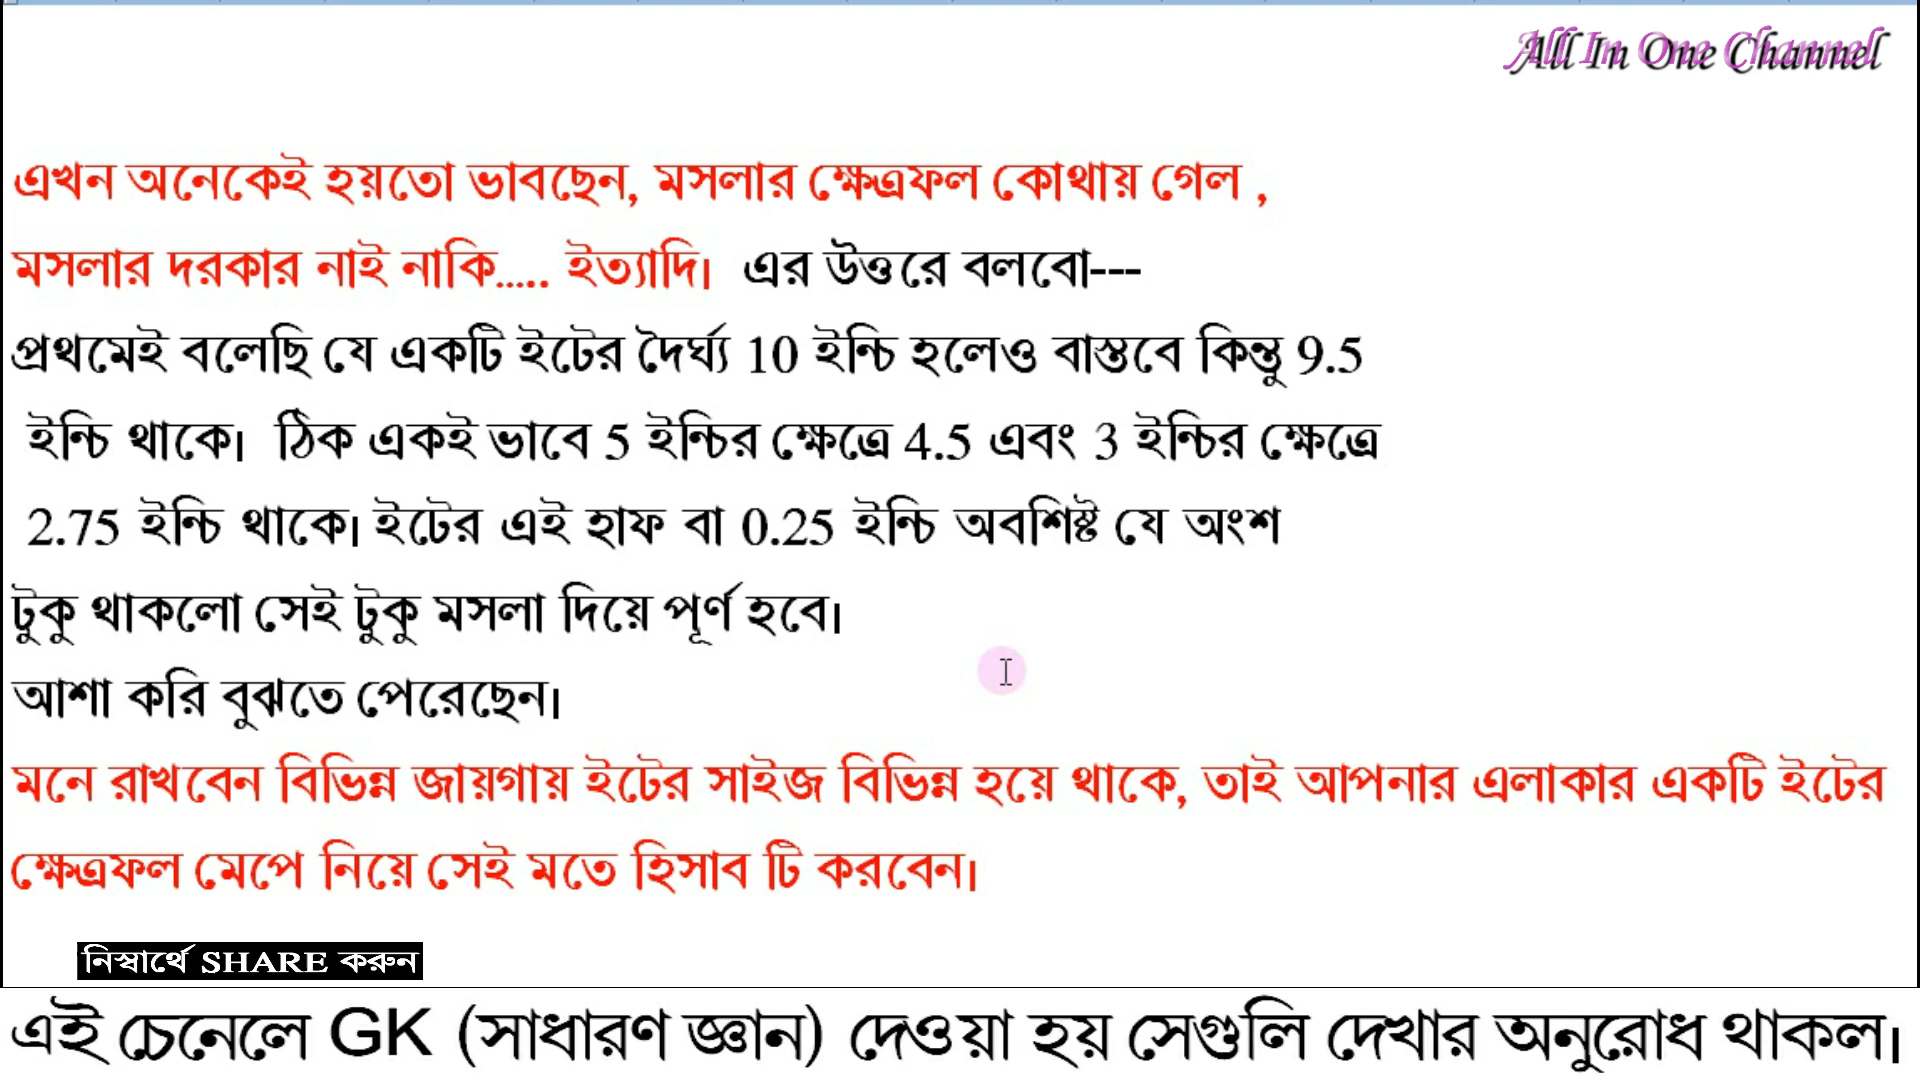 All In One Channel
এখন অনেকেই হয়তো ভাবছেন, মসলার ক্ষেত্রফল কোথায় গেল ,
মসলার দরকার নাই নাকি..... ইত্যাদি। এর উত্তরে বলবো---
প্রথমেই বলেছি যে একটি ইটের দৈর্ঘ্য 10 ইন্চি হলেও বাস্তবে কিন্তু 9.5
ইন্চি থাকে। ঠিক একই ভাবে 5 ইন্চির ক্ষেত্রে 4.5 এবং 3 ইন্চির ক্ষেত্রে
2.75 ইন্চি থাকে। ইটের এই হাফ বা 0.25 ইন্চি অবশিষ্ট যে অংশ
টুকু থাকলো সেই টুকু মসলা দিয়ে পূর্ণ হবে।
আশা করি বুঝতে পেরেছেন।
মনে রাখবেন বিভিন্ন জায়গায় ইটের সাইজ বিভিন্ন হয়ে থাকে, তাই আপনার এলাকার একটি ইটের
ক্ষেত্রফল মেপে নিয়ে সেই মতে হিসাব টি করবেন।
নিস্বার্থে SHARE করুন
এই চেনেলে GK (সাধারণ জ্ঞান) দেওয়া হয় সেগুলি দেখার অনুরোধ থাকল।